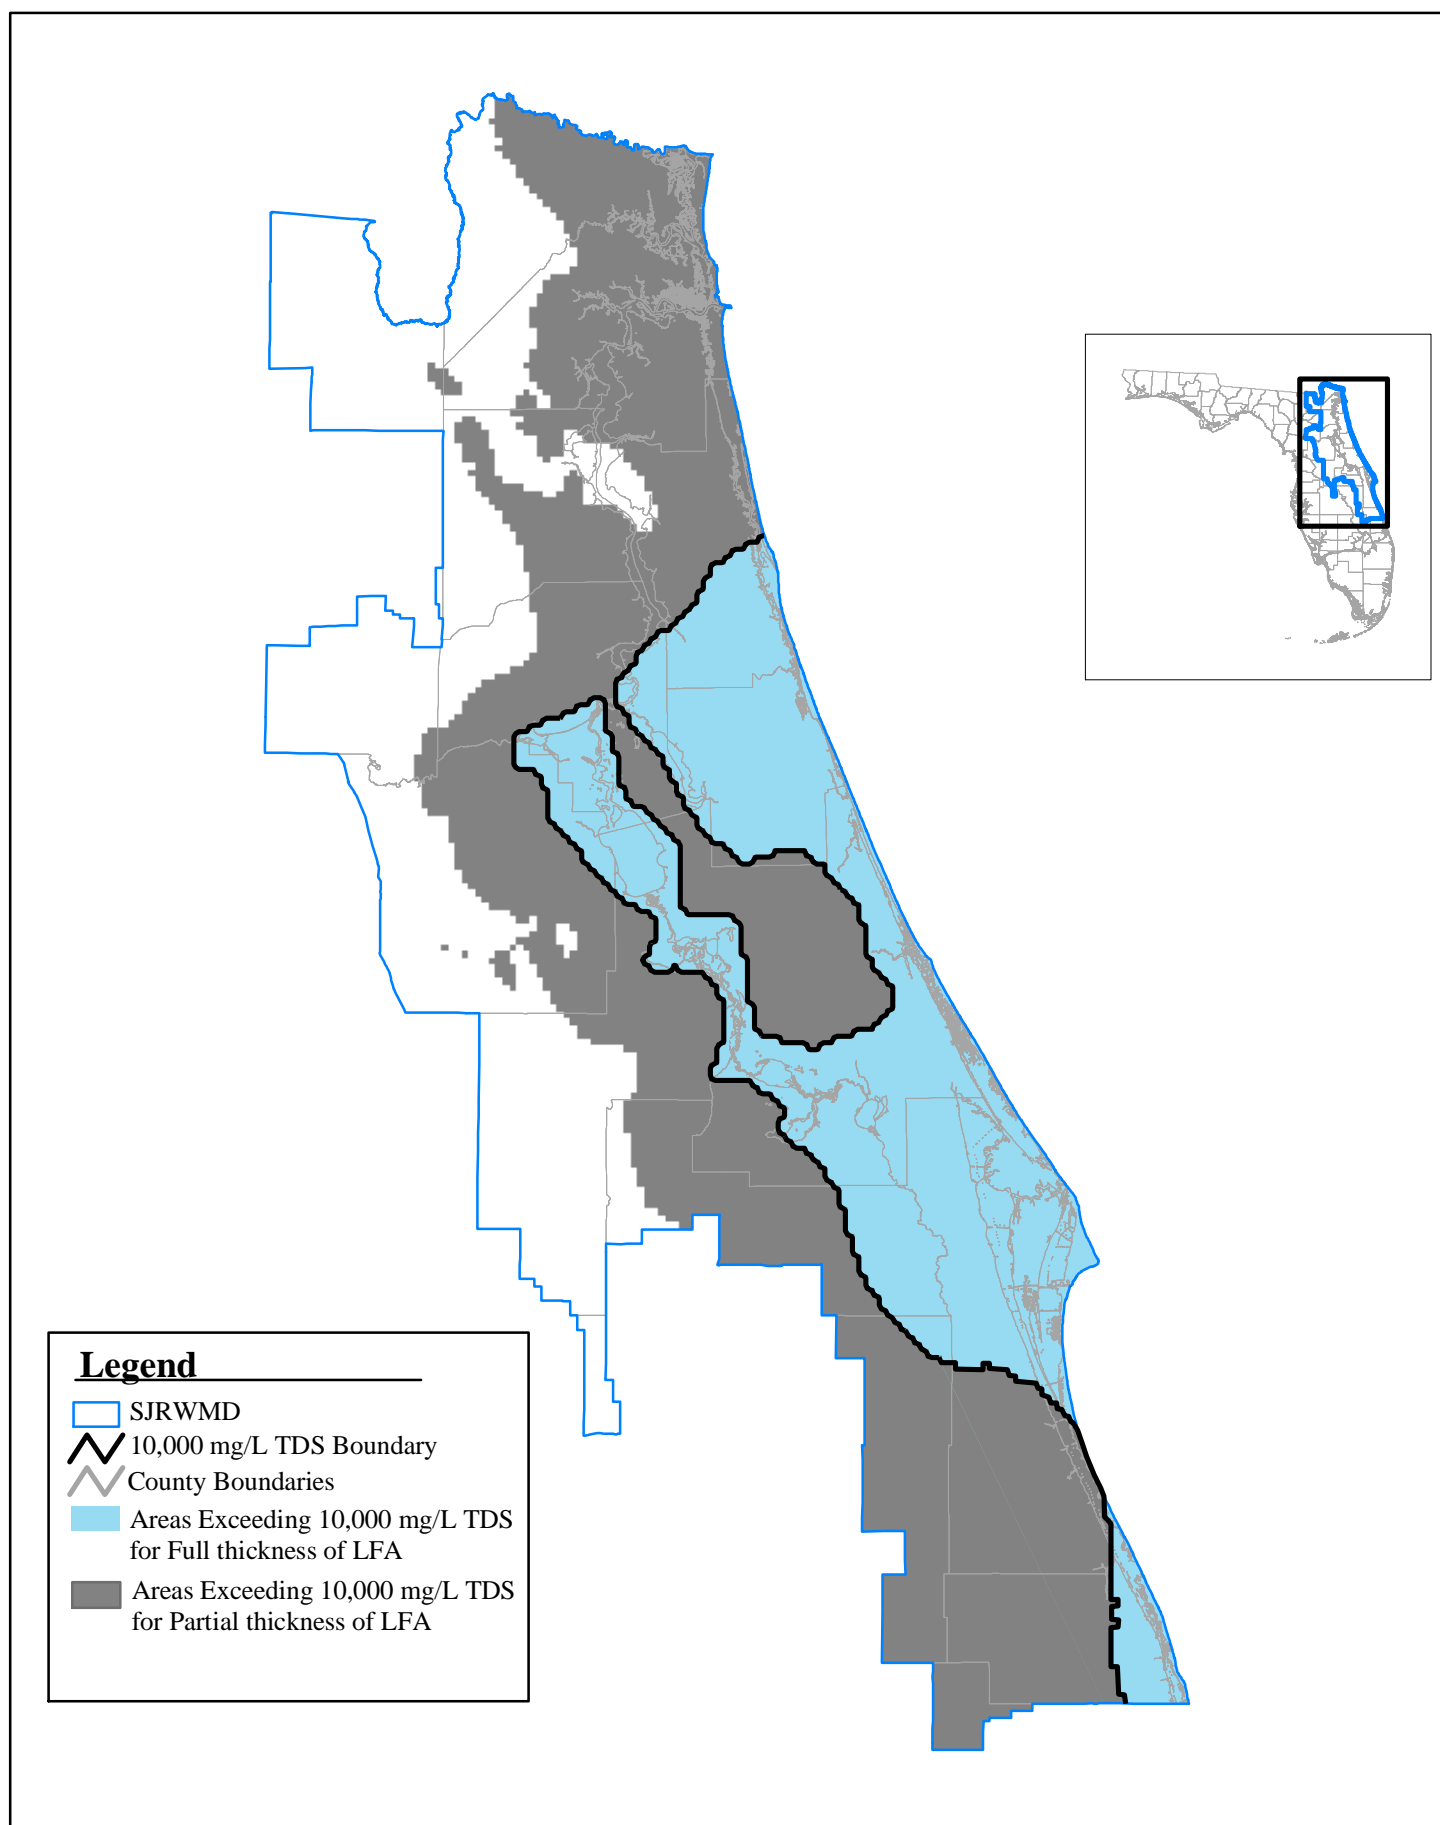 Legend
SJRWMD
10,000 mg/L TDS Boundary
County Boundaries
Areas Exceeding 10,000 mg/L TDS
for Full thickness of LFA
Areas Exceeding 10,000 mg/L TDS
for Partial thickness of LFA